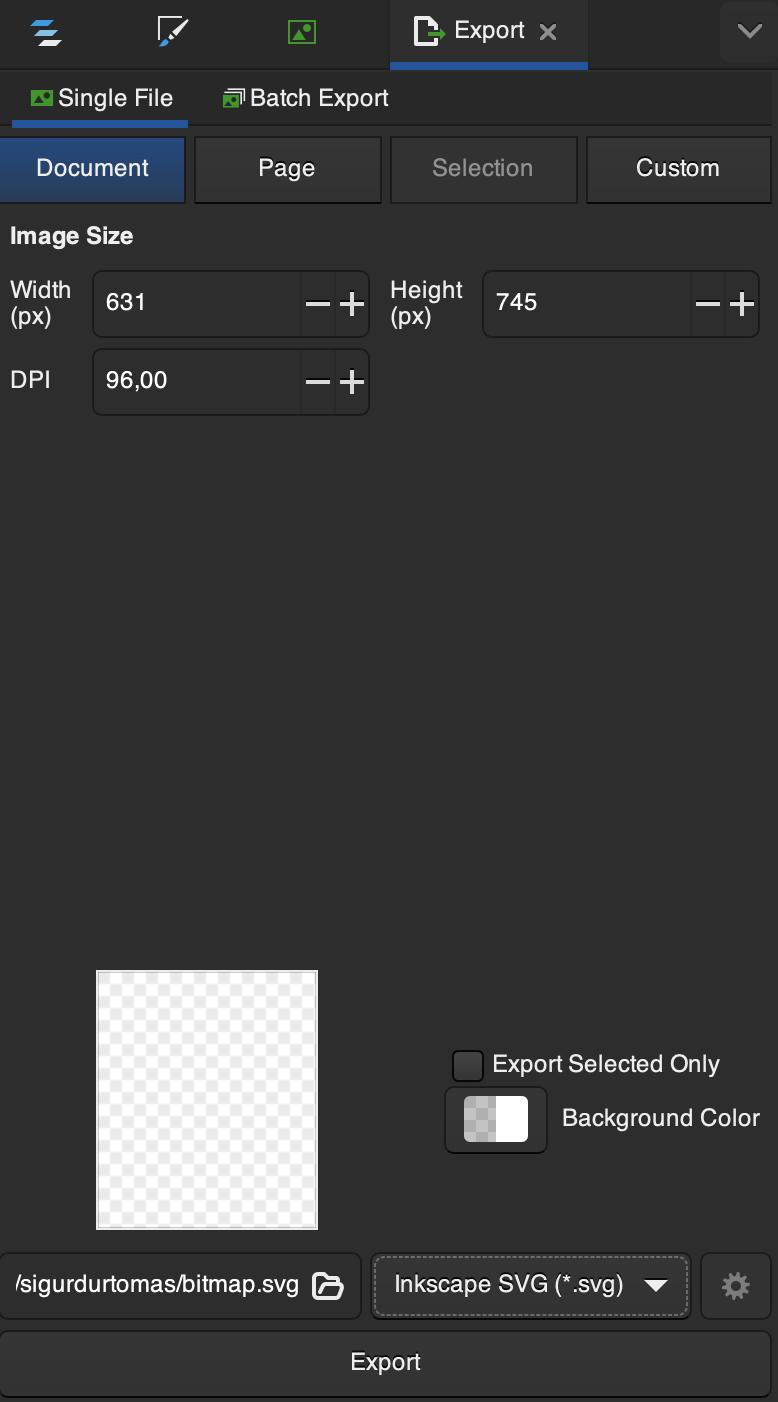 Export
Single File
Batch Export
Document
Page
Selection
Custom
Image Size
Width
(px)
631
Height
(px)
745
DPI
96,00
Export Selected Only
Background Color
/sigurdurtomas/bitmap.svg
Inkscape SVG (*.svg)
Export